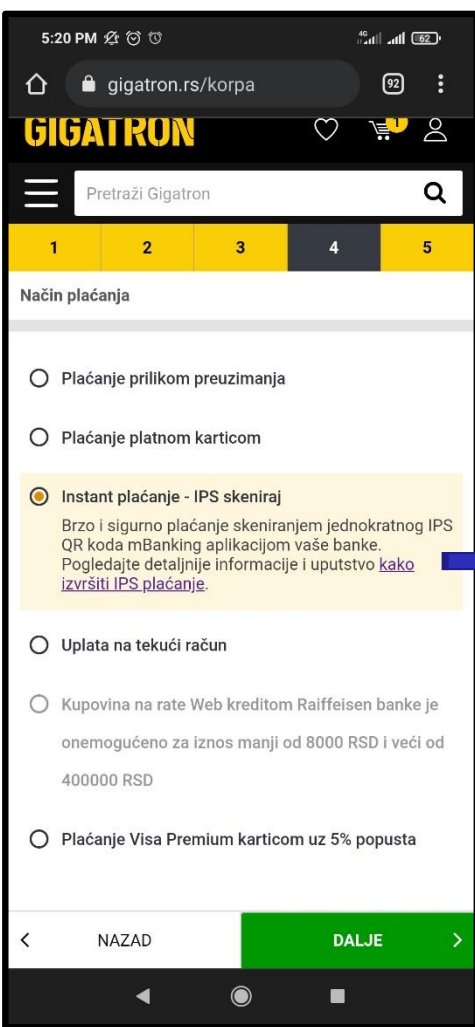 5:20 PM 4G 62
gigatron.rs/korpa 92
GIGATRON 1
Pretraži Gigatron
1 2 3 4 5
Način plaćanja
Plaćanje prilikom preuzimanja
Plaćanje platnom karticom
Instant plaćanje - IPS skeniraj
Brzo i sigurno plaćanje skeniranjem jednokratnog IPS
QR koda mBanking aplikacijom vaše banke.
Pogledajte detaljnije informacije i uputstvo kako
izvršiti IPS plaćanje.
Uplata na tekući račun
Kupovina na rate Web kreditom Raiffeisen banke je
onemogućeno za iznos manji od 8000 RSD i veći od
400000 RSD
Plaćanje Visa Premium karticom uz 5% popusta
NAZAD DALJE